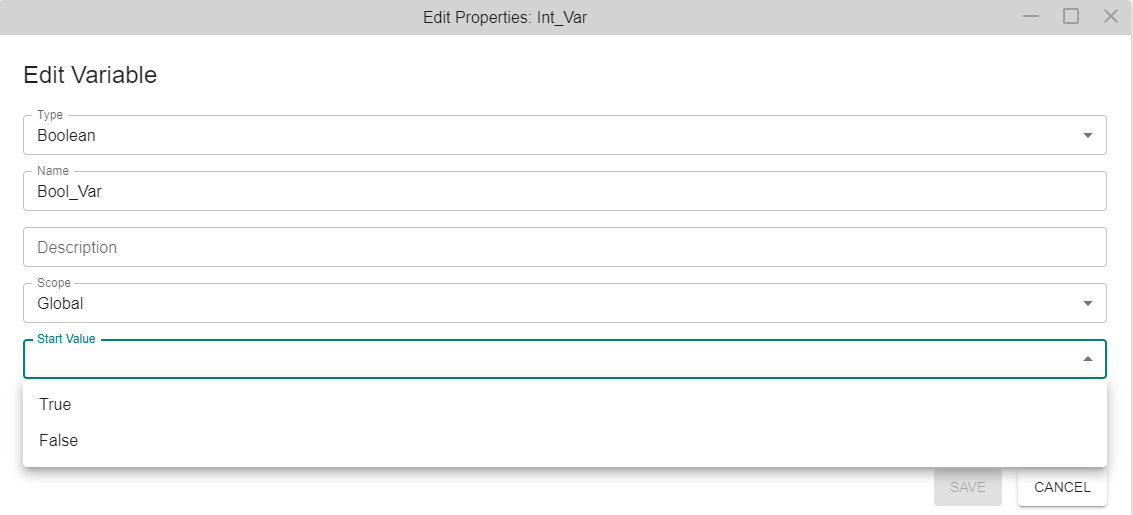 Edit Properties: Int_Var
Edit Variable
Type
Boolean
Name
Bool_Var
Description
Scope
Global
Start Value
True
False
SAVE
CANCEL